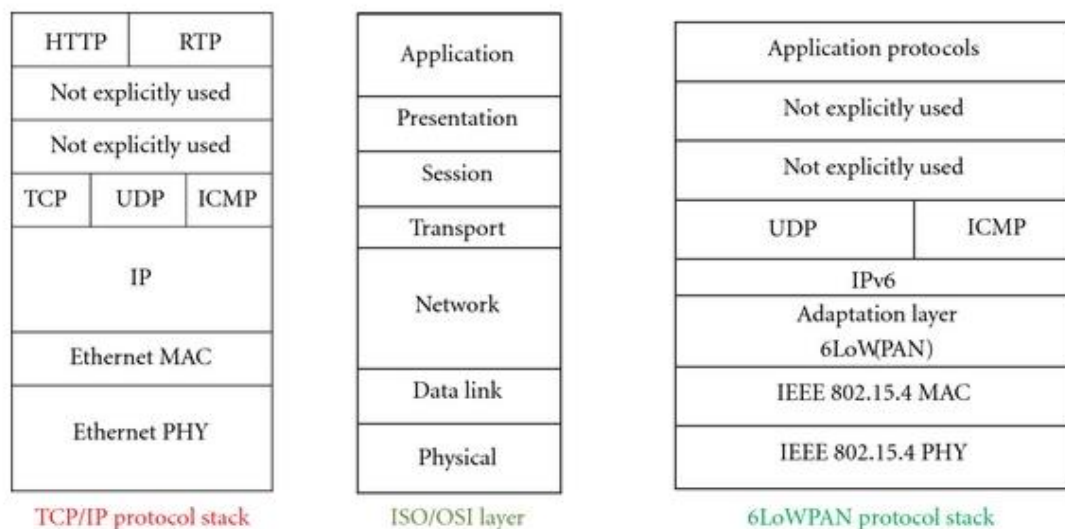 HTTP RTP
Not explicitly used
Not explicitly used
TCP UDP ICMP
IP
Ethernet MAC
Ethernet PHY
TCP/IP protocol stack
Application
Presentation
Session
Transport
Network
Data link
Physical
ISO/OSI layer
Application protocols
Not explicitly used
Not explicitly used
UDP ICMP
IPv6
Adaptation layer
6LoW(PAN)
IEEE 802.15.4 MAC
IEEE 802.15.4 PHY
6LoWPAN protocol stack